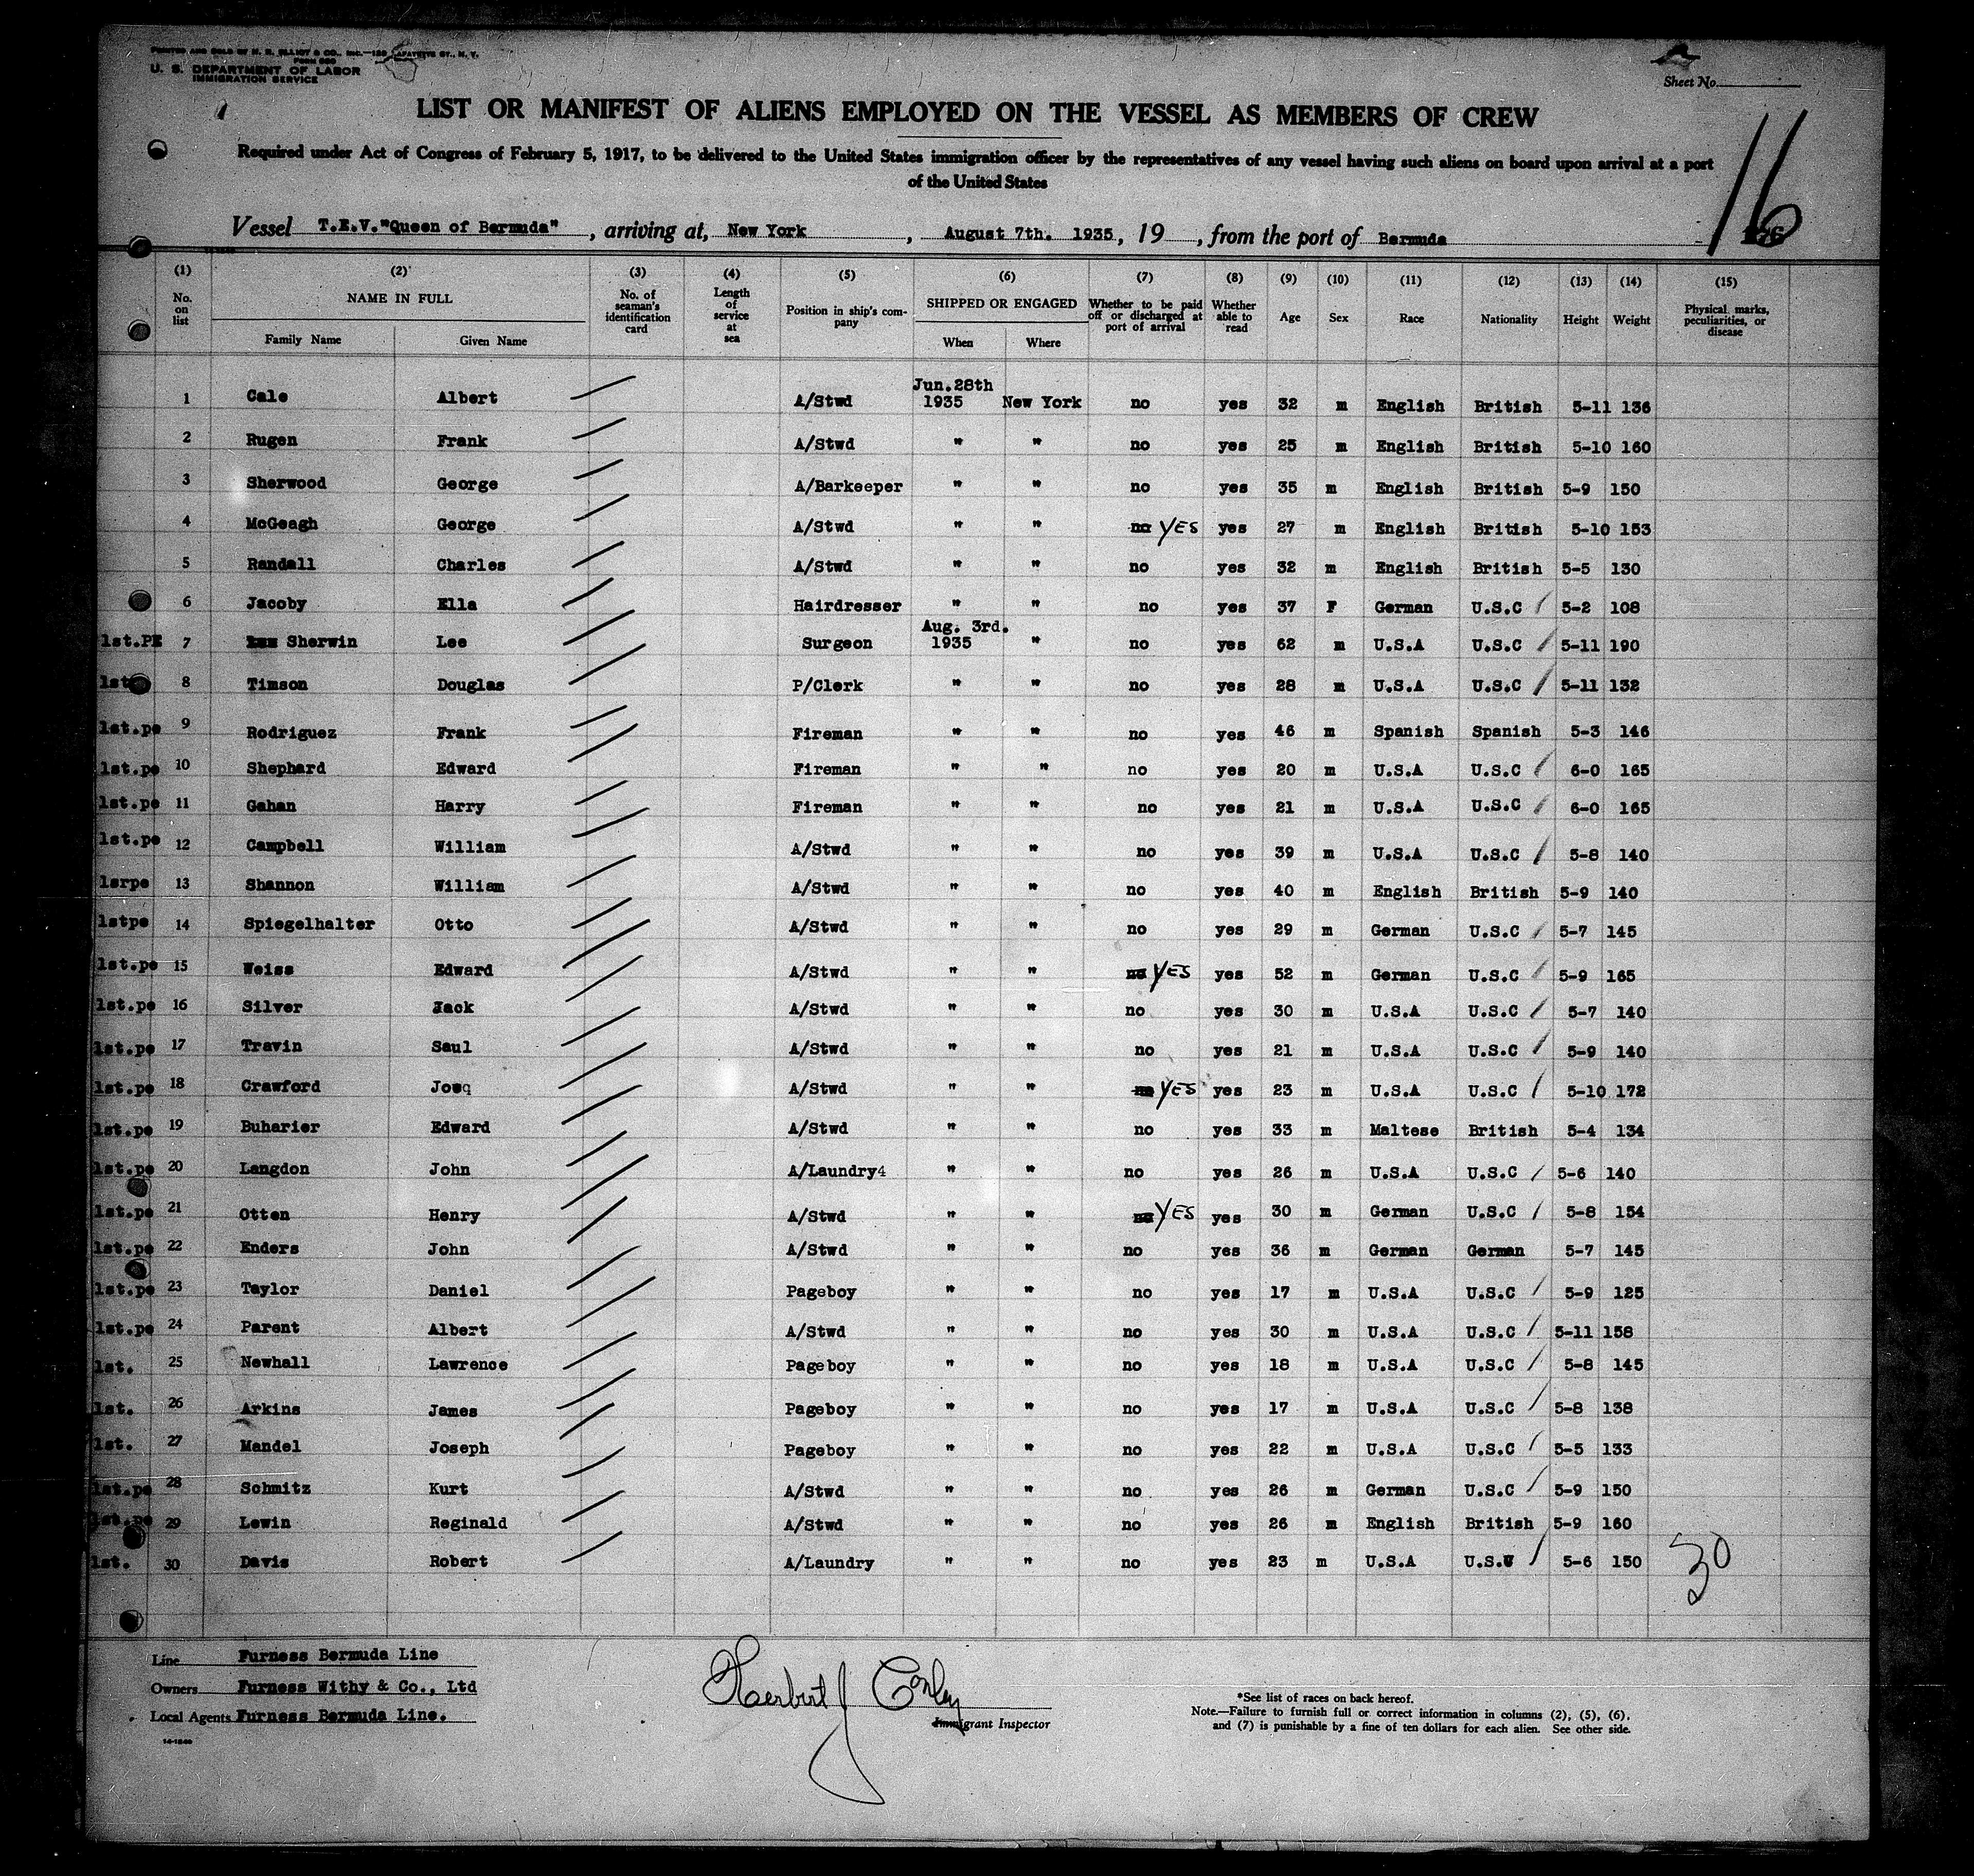 PRINTED AND SOLD BY H. R. ELLIOT & CO., INC.—120 LAFAYETTE ST., N. Y.
FORM 689
U. S. DEPARTMENT OF LABOR
IMMIGRATION SERVICE
Sheet No.
LIST OR MANIFEST OF ALIENS EMPLOYED ON THE VESSEL AS MEMBERS OF CREW
Required under Act of Congress of February 5, 1917, to be delivered to the United States immigration officer by the representatives of any vessel having such aliens on board upon arrival at a port
of the United States
16
Vessel T.E.V."Queen of Bermuda", arriving at, New York, August 7th. 1935, 19, from the port of Bermuda
(1) (2) (3) (4) (5) (6) (7) (8) (9) (10) (11) (12) (13) (14) (15)
No. on list NAME IN FULL No. of seaman's identification card Length of service at sea Position in ship's company SHIPPED OR ENGAGED Whether to be paid off or discharged at port of arrival Whether able to read Age Sex Race Nationality Height Weight Physical marks, peculiarities, or disease
Family Name Given Name When Where
1 Cale Albert A/Stwd Jun.28th 1935 New York no yes 32 m English British 5-11 136
2 Rugen Frank A/Stwd " " no yes 25 m English British 5-10 160
3 Sherwood George A/Barkeeper " " no yes 35 m English British 5-9 150
4 McGeagh George A/Stwd " " no YES yes 27 m English British 5-10 153
5 Randall Charles A/Stwd " " no yes 32 m English British 5-5 130
6 Jacoby Ella Hairdresser " " no yes 37 F German U.S.C 5-2 108
1st.PE 7 Sherwin Lee Surgeon Aug. 3rd. 1935 " no yes 62 m U.S.A U.S.C 5-11 190
1st 8 Timson Douglas P/Clerk " " no yes 28 m U.S.A U.S.C 5-11 132
1st.pe 9 Rodriguez Frank Fireman " " no yes 46 m Spanish Spanish 5-3 146
1st.pe 10 Shephard Edward Fireman " " no yes 20 m U.S.A U.S.C 6-0 165
1st.pe 11 Gahan Harry Fireman " " no yes 21 m U.S.A U.S.C 6-0 165
1st.pe 12 Campbell William A/Stwd " " no yes 39 m U.S.A U.S.C 5-8 140
1srpe 13 Shannon William A/Stwd " " no yes 40 m English British 5-9 140
1stpe 14 Spiegelhalter Otto A/Stwd " " no yes 29 m German U.S.C 5-7 145
1st.pe 15 Weiss Edward A/Stwd " " no YES yes 52 m German U.S.C 5-9 165
1st.pe 16 Silver Jack A/Stwd " " no yes 30 m U.S.A U.S.C 5-7 140
1st.pe 17 Travin Saul A/Stwd " " no yes 21 m U.S.A U.S.C 5-9 140
1st.pe 18 Crawford Joeq A/Stwd " " no YES yes 23 m U.S.A U.S.C 5-10 172
1st.pe 19 Buharier Edward A/Stwd " " no yes 33 m Maltese British 5-4 134
1st.pe 20 Langdon John A/Laundry4 " " no yes 26 m U.S.A U.S.C 5-6 140
1st.pe 21 Otten Henry A/Stwd " " no YES yes 30 m German U.S.C 5-8 154
1st.pe 22 Enders John A/Stwd " " no yes 36 m German German 5-7 145
1st.pe 23 Taylor Daniel Pageboy " " no yes 17 m U.S.A U.S.C 5-9 125
1st.pe 24 Parent Albert A/Stwd " " no yes 30 m U.S.A U.S.C 5-11 158
1st. 25 Newhall Lawrence Pageboy " " no yes 18 m U.S.A U.S.C 5-8 145
1st. 26 Arkins James Pageboy " " no yes 17 m U.S.A U.S.C 5-8 138
1st. 27 Mandel Joseph Pageboy " " no yes 22 m U.S.A U.S.C 5-5 133
1st.pe 28 Schmitz Kurt A/Stwd " " no yes 26 m German U.S.C 5-9 150
1st.pe 29 Lewin Reginald A/Stwd " " no yes 26 m English British 5-9 160
1st. 30 Davis Robert A/Laundry " " no yes 23 m U.S.A U.S. 5-6 150
30
Line Furness Bermuda Line
Owners Furness Withy & Co., Ltd
Local Agents Furness Bermuda Line.
14-1240
Herbert J Conley
Immigrant Inspector
*See list of races on back hereof.
Note.—Failure to furnish full or correct information in columns (2), (5), (6),
and (7) is punishable by a fine of ten dollars for each alien. See other side.